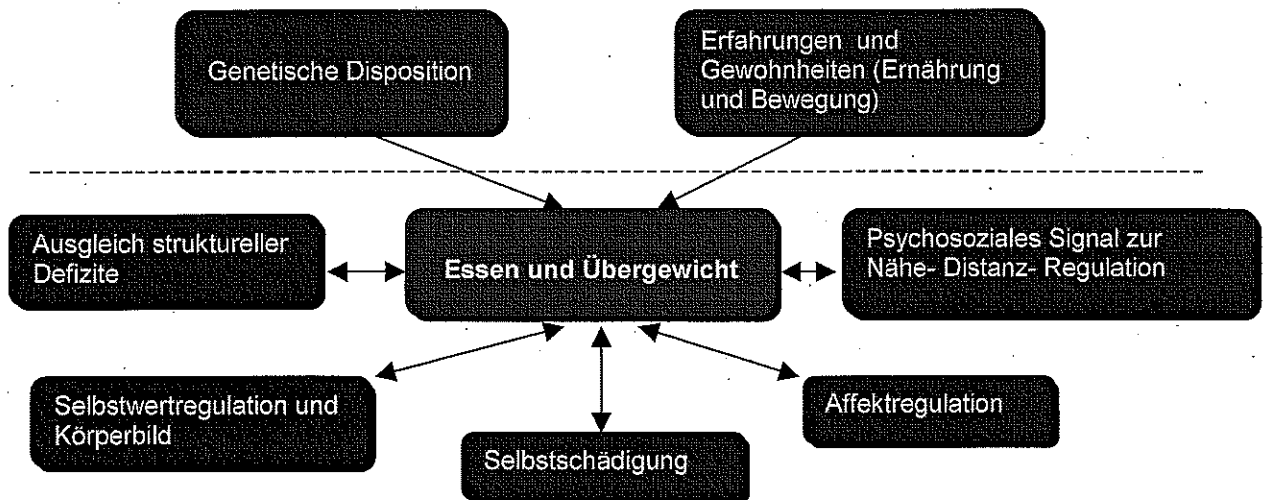 Genetische Disposition
Erfahrungen und
Gewohnheiten (Ernährung
und Bewegung)
Ausgleich struktureller
Defizite
Essen und Übergewicht
Psychosoziales Signal zur
Nähe- Distanz- Regulation
Selbstwertregulation und
Körperbild
Selbstschädigung
Affektregulation